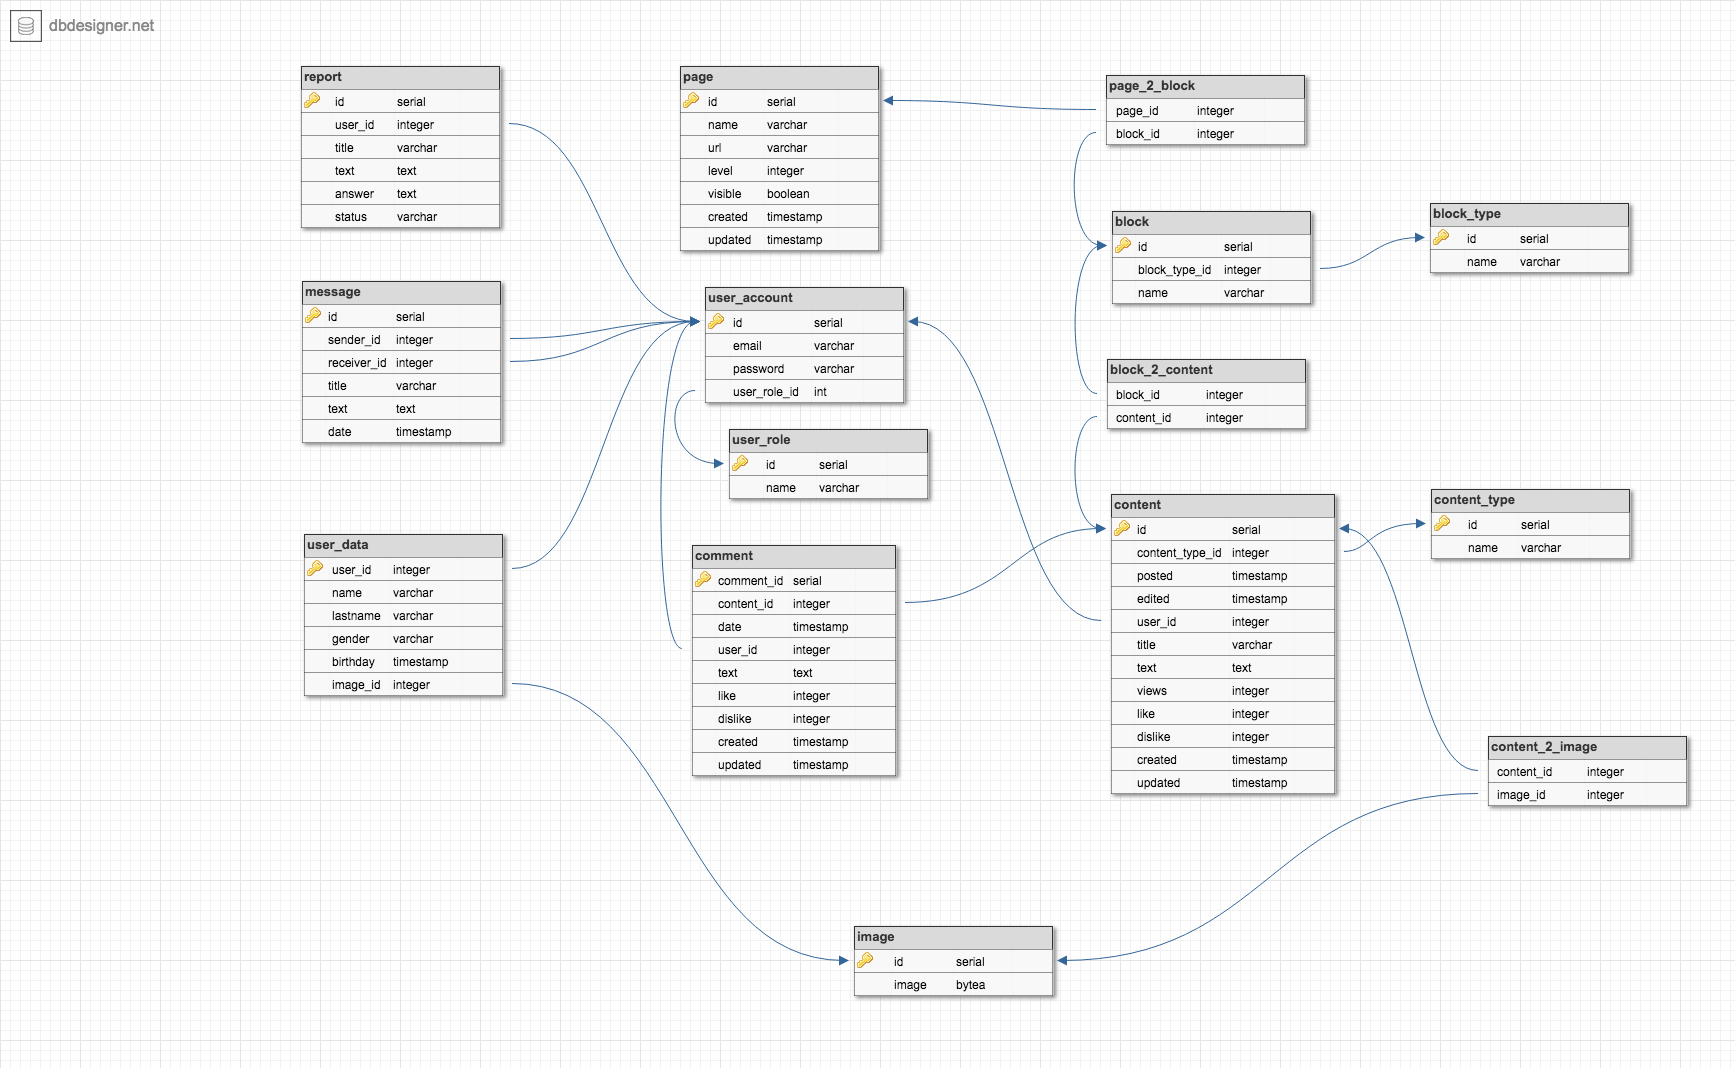 dbdesigner.net
report
id serial
user_id integer
title varchar
text text
answer text
status varchar
page
id serial
name varchar
url varchar
level integer
visible boolean
created timestamp
updated timestamp
page_2_block
page_id integer
block_id integer
block
id serial
block_type_id integer
name varchar
block_type
id serial
name varchar
message
id serial
sender_id integer
receiver_id integer
title varchar
text text
date timestamp
user_account
id serial
email varchar
password varchar
user_role_id int
user_role
id serial
name varchar
block_2_content
block_id integer
content_id integer
user_data
user_id integer
name varchar
lastname varchar
gender varchar
birthday timestamp
image_id integer
comment
comment_id serial
content_id integer
date timestamp
user_id integer
text text
like integer
dislike integer
created timestamp
updated timestamp
content
id serial
content_type_id integer
posted timestamp
edited timestamp
user_id integer
title varchar
text text
views integer
like integer
dislike integer
created timestamp
updated timestamp
content_type
id serial
name varchar
content_2_image
content_id integer
image_id integer
image
id serial
image bytea